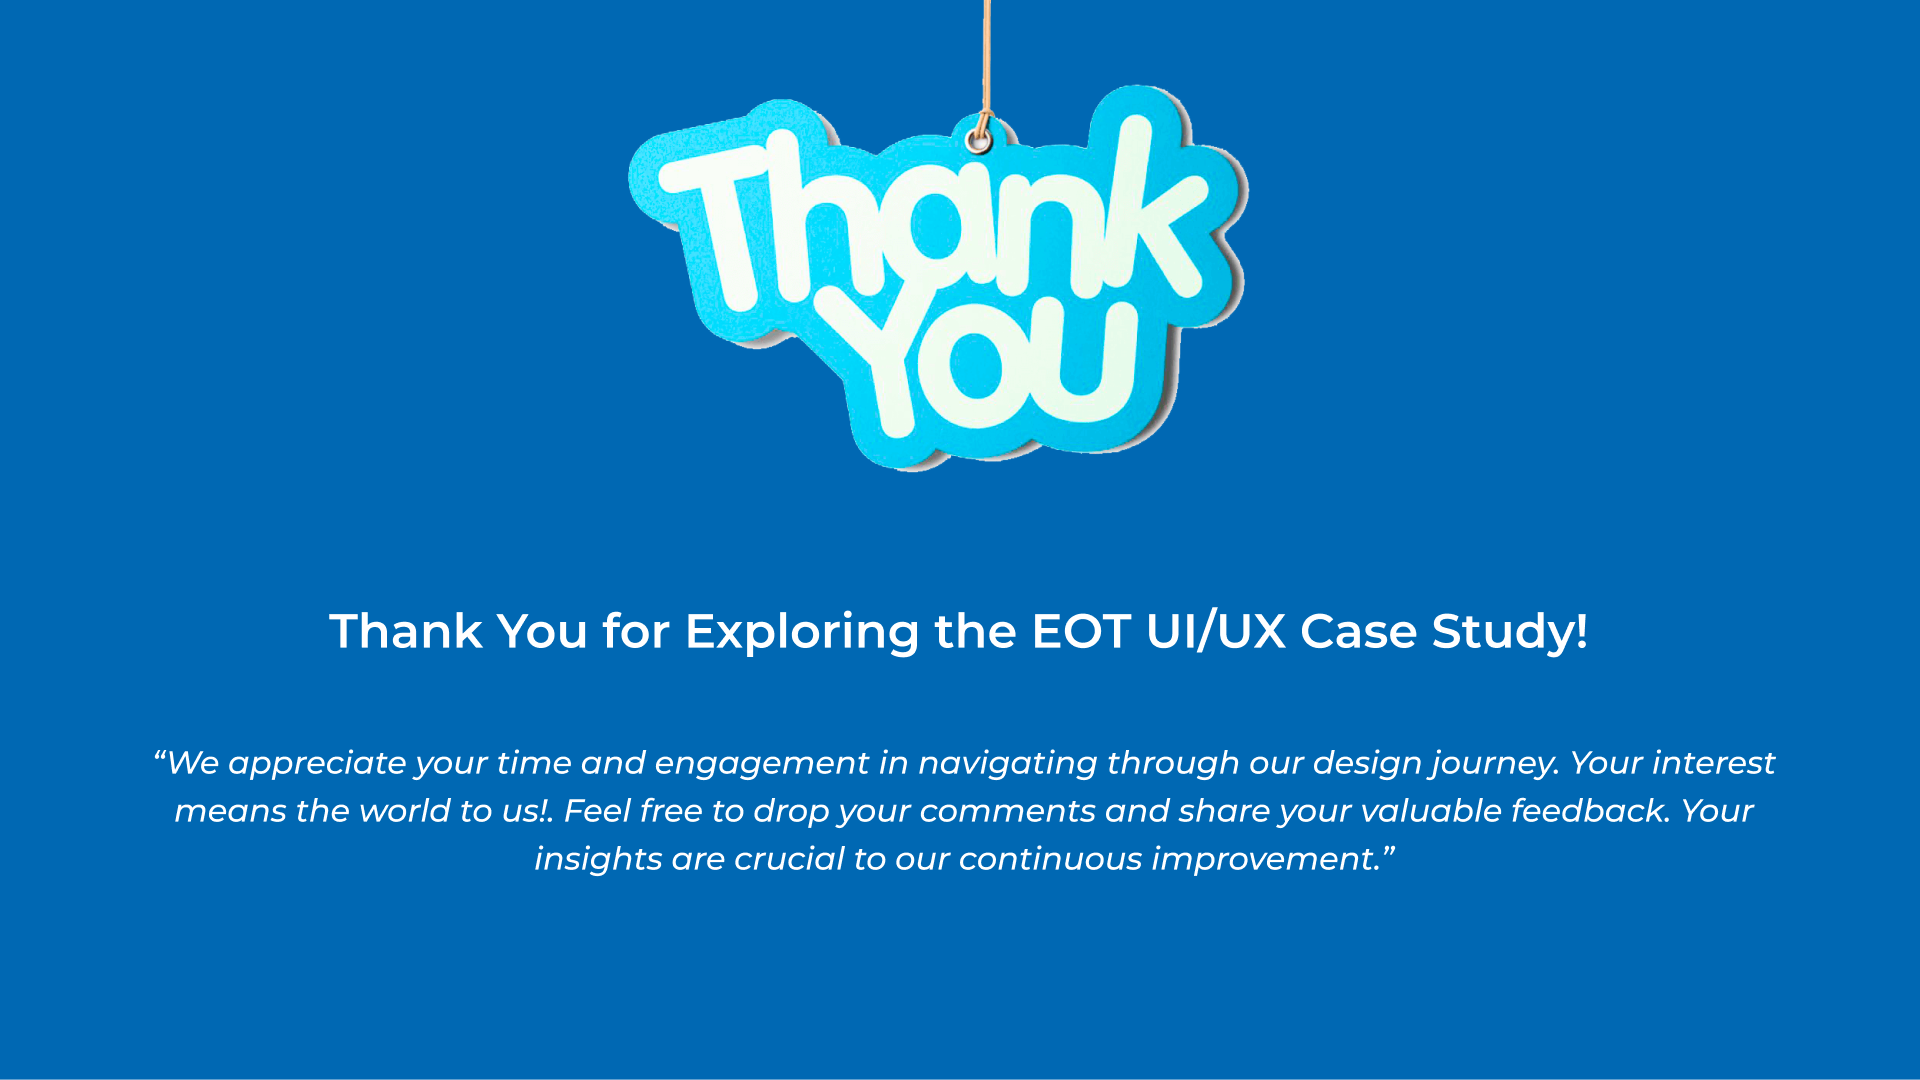 Thank
You
Thank You for Exploring the EOT UI/UX Case Study!
“We appreciate your time and engagement in navigating through our design journey. Your interest
means the world to us!. Feel free to drop your comments and share your valuable feedback. Your
insights are crucial to our continuous improvement.”